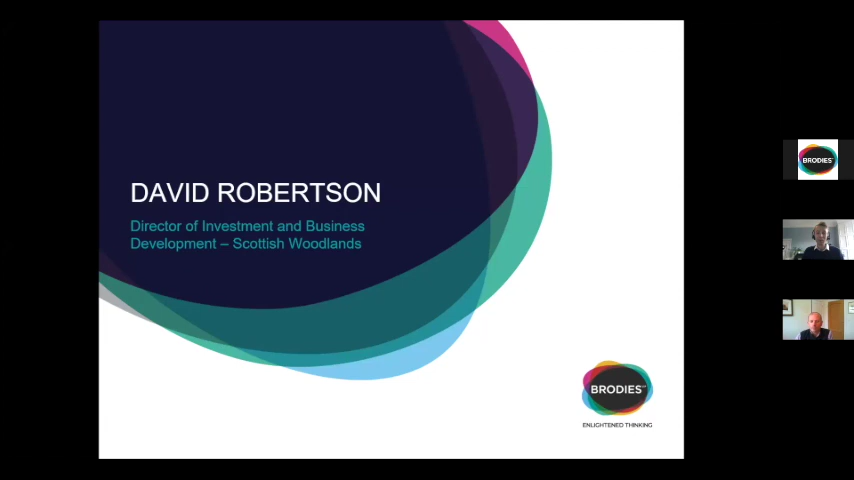 DAVID ROBERTSON
Director of Investment and Business
Development – Scottish Woodlands
BRODIES
ENLIGHTENED THINKING
BRODIES